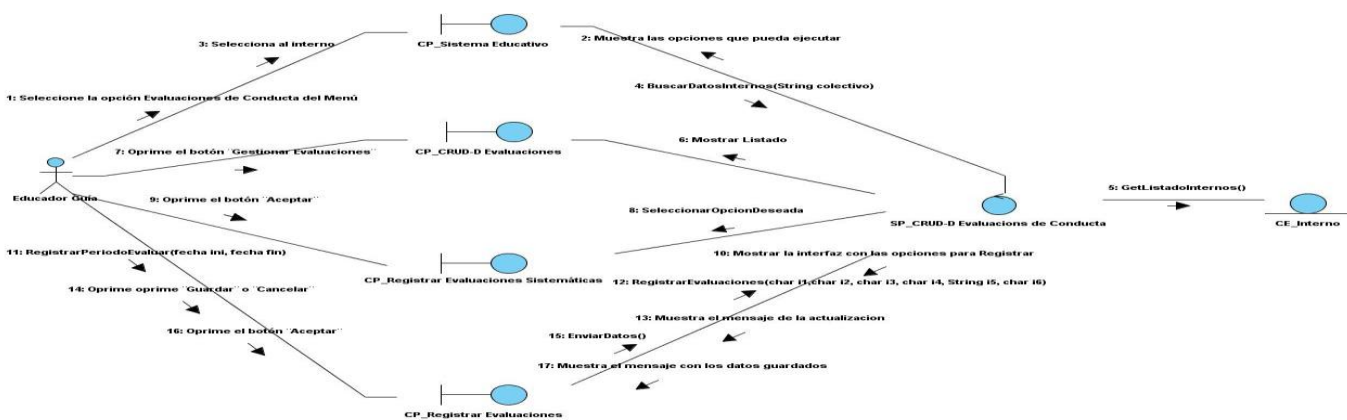 3: Selecciona al interno
CP_Sistema Educativo
2: Muestra las opciones que pueda ejecutar
1: Seleccione la opción Evaluaciones de Conducta del Menú
4: BuscarDatosInternos(String colectivo)
7: Oprime el botón ¨Gestionar Evaluaciones¨
CP_CRUD-D Evaluaciones
6: Mostrar Listado
Educador Guía
9: Oprime el botón ¨Aceptar¨
8: SeleccionarOpcionDeseada
SP_CRUD-D Evaluacions de Conducta
5: GetListadoInternos()
CE_Interno
11: RegistrarPeriodoEvaluar(fecha ini, fecha fin)
CP_Registrar Evaluaciones Sistemáticas
10: Mostrar la interfaz con las opciones para Registrar
14: Oprime oprime ¨Guardar¨ o ¨Cancelar¨
12: RegistrarEvaluaciones(char i1,char i2, char i3, char i4, String i5, char i6)
16: Oprime el botón ¨Aceptar¨
13: Muestra el mensaje de la actualizacion
15: EnviarDatos()
17: Muestra el mensaje con los datos guardados
CP_Registrar Evaluaciones